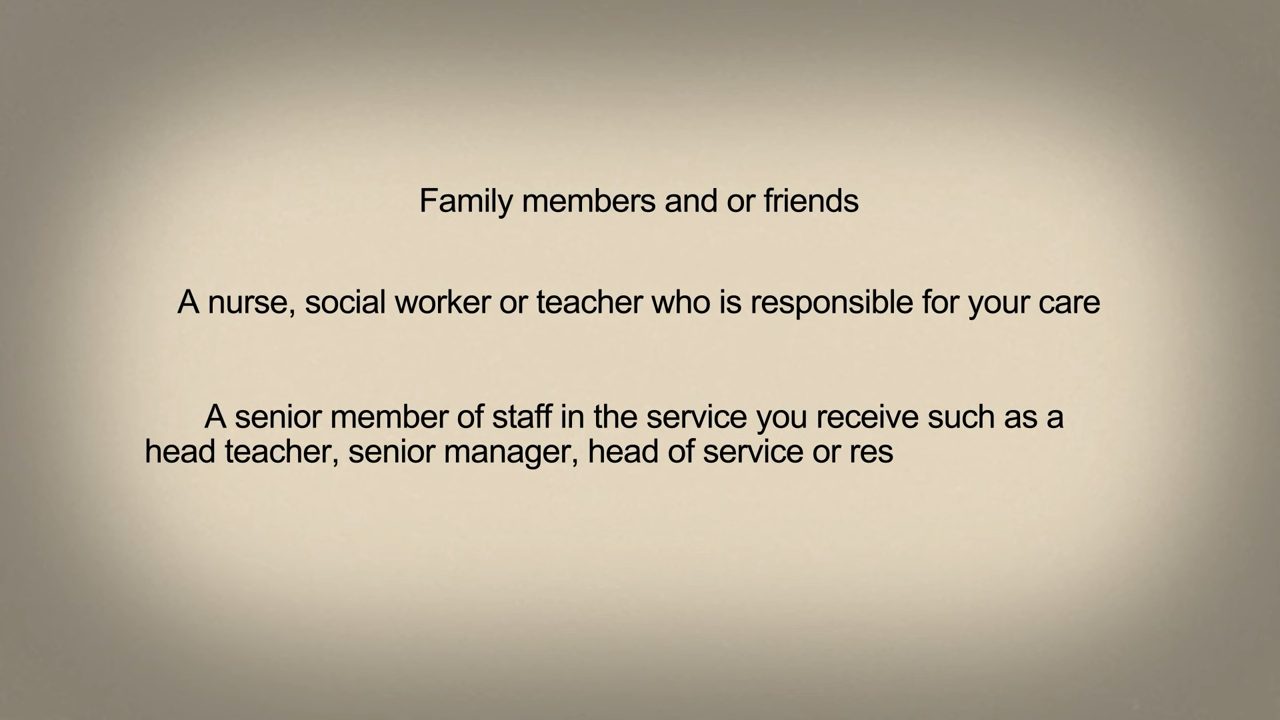 Family members and or friends
A nurse, social worker or teacher who is responsible for your care
A senior member of staff in the service you receive such as a
head teacher, senior manager, head of service or res